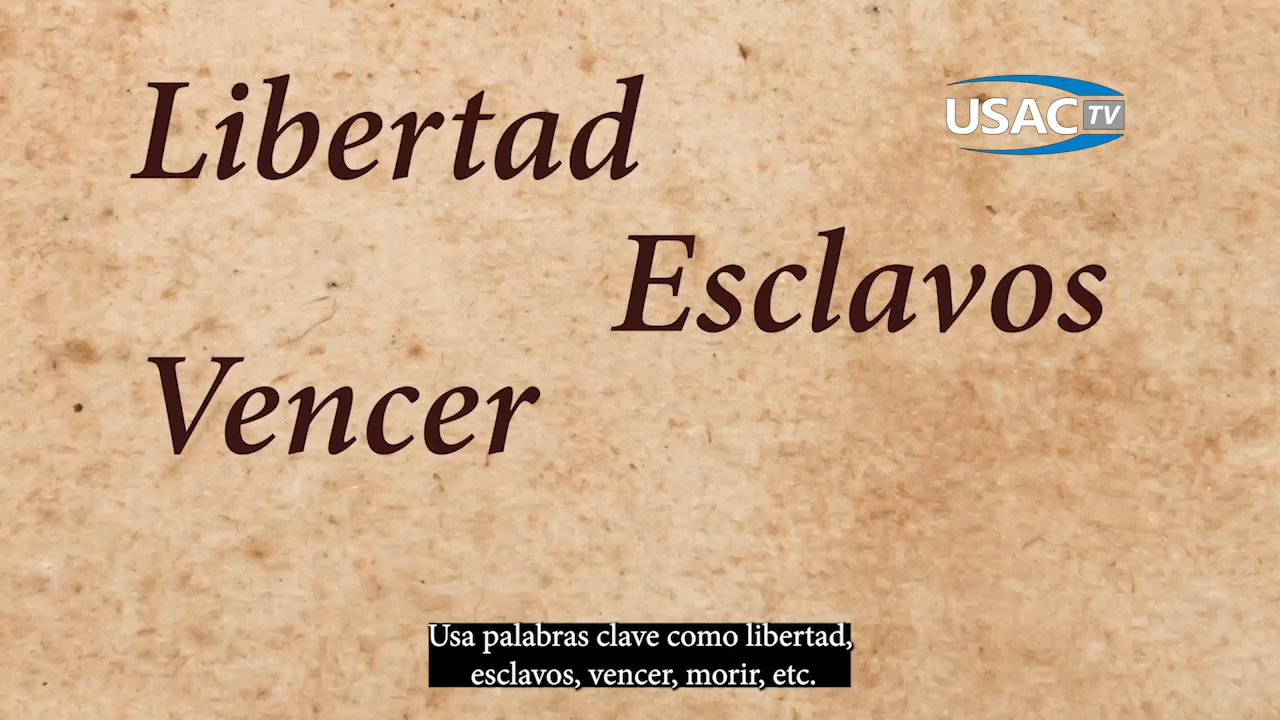 Libertad
USAC TV
Esclavos
Vencer
Usa palabras clave como libertad,
esclavos, vencer, morir, etc.